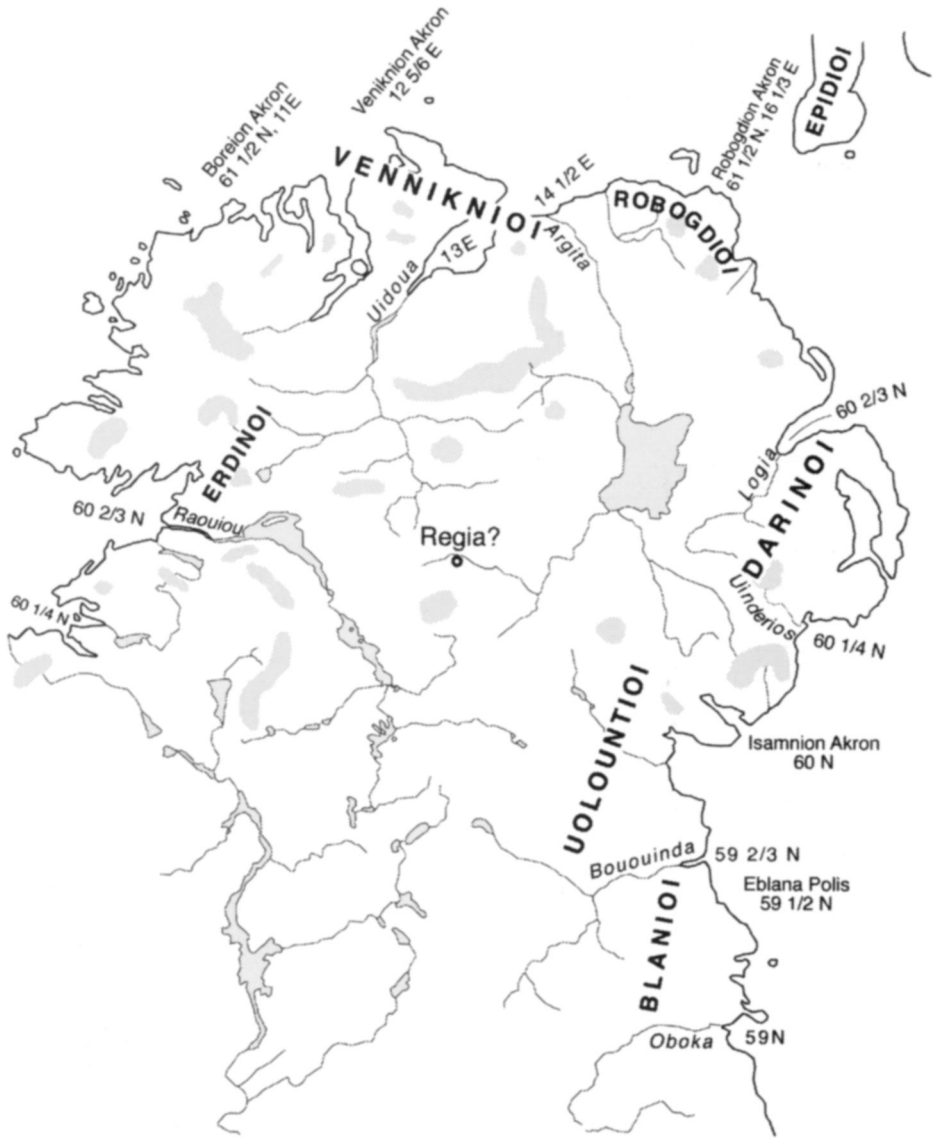 Boreion Akron
61 1/2 N, 11E
Veniknion Akron
12 5/6 E
Robogdion Akron
61 1/2 N, 16 1/3 E
EPIDIOI
VENNIKNIOI
14 1/2 E
ROBOGDIOI
Argita
13E
Uidoua
60 2/3 N
ERDINOI
Logia
DARINOI
60 2/3 N
Raouiou
Regia?
Uinderios
60 1/4 N
60 1/4 N
UOLOUNTIOI
Isamnion Akron
60 N
Bououinda
59 2/3 N
Eblana Polis
59 1/2 N
BLANIOI
Oboka
59N